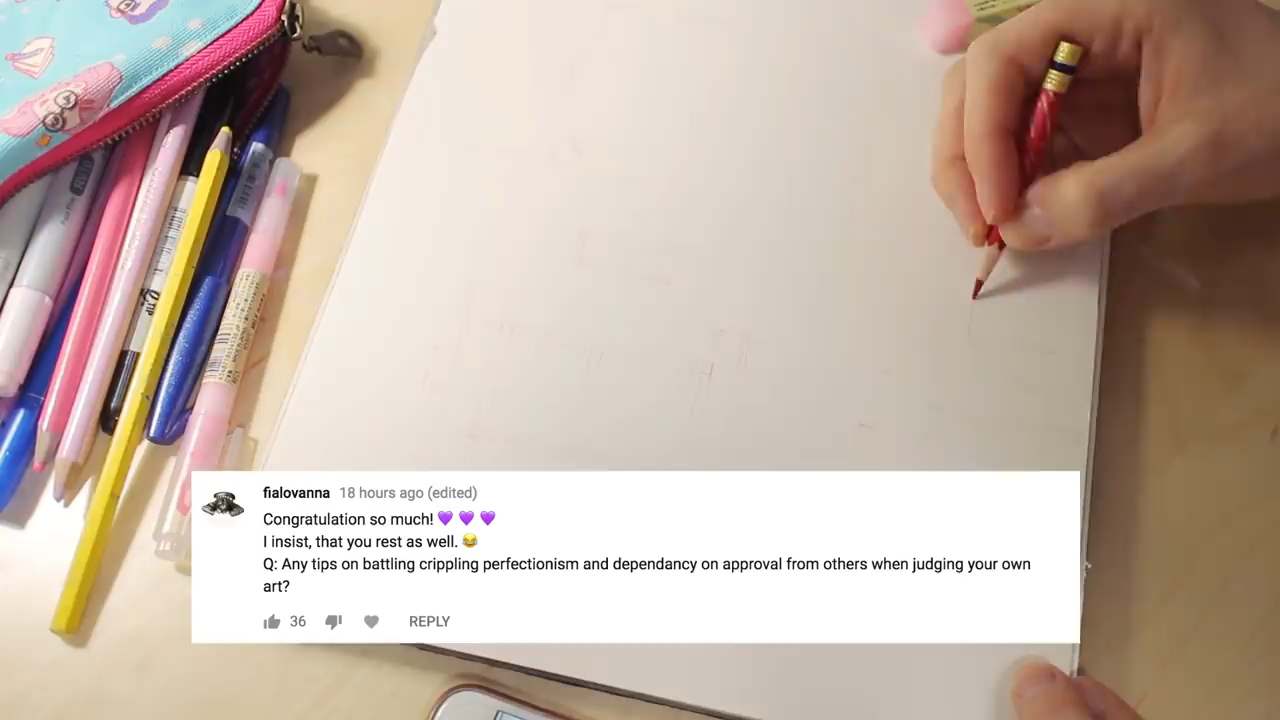 fialovanna 18 hours ago (edited)
Congratulation so much! 💜 💜 💜
I insist, that you rest as well. 😂
Q: Any tips on battling crippling perfectionism and dependancy on approval from others when judging your own
art?
36 REPLY